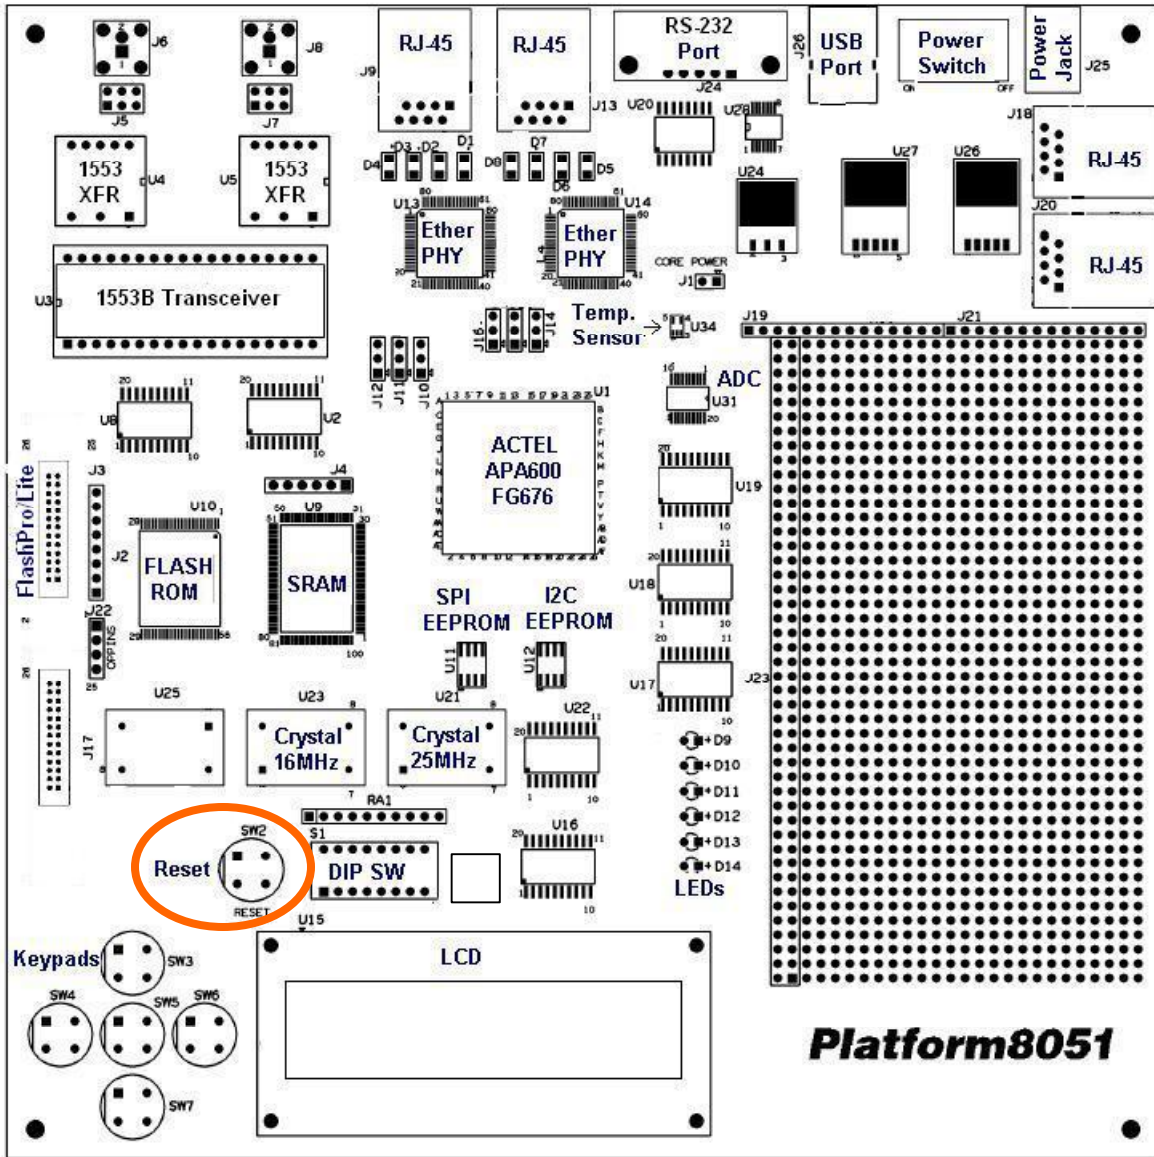 J6
J8
RJ-45
RJ-45
RS-232
Port
J26
USB
Port
Power
Switch
ON
OFF
Power
Jack
J25
J9
J13
J24
J5
J7
U20
U28
J18
RJ-45
1553
XFR
U4
U5
1553
XFR
D4
D3
D2
D1
D8
D7
D6
D5
U24
U27
U26
J20
RJ-45
U13
Ether
PHY
U14
Ether
PHY
CORE POWER
J1
U3
1553B Transceiver
Temp.
Sensor
U34
J16
J14
J19
J21
J12
J11
J10
U8
U2
U1
ACTEL
APA600
FG676
ADC
U31
FlashPro/Lite
J3
J2
J4
U10
FLASH
ROM
U9
SRAM
U19
U18
J22
OPPINS
SPI
EEPROM
U11
I2C
EEPROM
U12
U17
J23
J17
U25
U23
Crystal
16MHz
U21
Crystal
25MHz
U22
+D9
+D10
+D11
+D12
+D13
+D14
LEDs
RA1
Reset
SW2
RESET
S1
DIP SW
U16
U15
LCD
Keypads
SW3
SW4
SW5
SW6
SW7
Platform8051